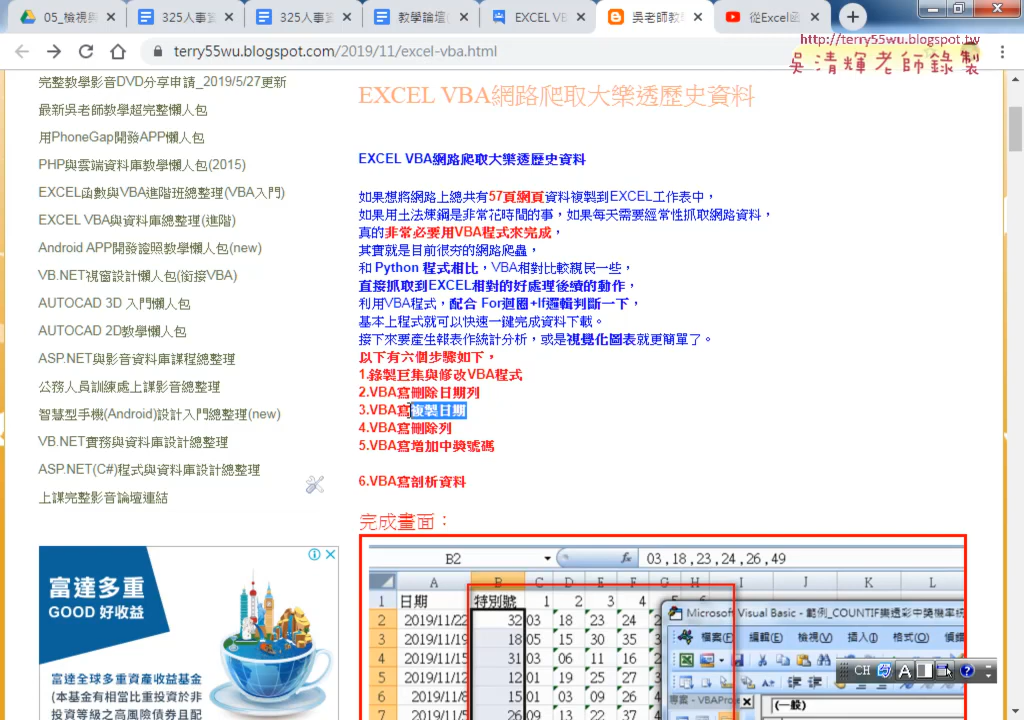 05_檢視與
325人事室
325人事室
教學論壇(
EXCEL VB
吳老師教
從Excel函
http://terry55wu.blogspot.tw
吳清輝老師錄製
terry55wu.blogspot.com/2019/11/excel-vba.html
完整教學影音DVD分享申請_2019/5/27更新
最新吳老師教學超完整懶人包
用PhoneGap開發APP懶人包
PHP與雲端資料庫教學懶人包(2015)
EXCEL函數與VBA進階班總整理(VBA入門)
EXCEL VBA與資料庫總整理(進階)
Android APP開發證照教學懶人包(new)
VB.NET視窗設計懶人包(銜接VBA)
AUTOCAD 3D 入門懶人包
AUTOCAD 2D教學懶人包
ASP.NET與影音資料庫課程總整理
公務人員訓練處上課影音總整理
智慧型手機(Android)設計入門總整理(new)
VB.NET實務與資料庫設計總整理
ASP.NET(C#)程式與資料庫設計總整理
上課完整影音論壇連結
富達多重
GOOD 好收益
富達全球多重資產收益基金
(本基金有相當比重投資於非
投資等級之高風險債券且配
EXCEL VBA網路爬取大樂透歷史資料
EXCEL VBA網路爬取大樂透歷史資料
如果想將網路上總共有57頁網頁資料複製到EXCEL工作表中，
如果用土法煉鋼是非常花時間的事，如果每天需要經常性抓取網路資料，
真的非常必要用VBA程式來完成，
其實就是目前很夯的網路爬蟲，
和 Python 程式相比，VBA相對比較親民一些，
直接抓取到EXCEL相對的好處理後續的動作，
利用VBA程式，配合 For迴圈+If邏輯判斷一下，
基本上程式就可以快速一鍵完成資料下載。
接下來要產生報表作統計分析，或是視覺化圖表就更簡單了。
以下有六個步驟如下，
1.錄製巨集與修改VBA程式
2.VBA寫刪除日期列
3.VBA寫複製日期
4.VBA寫刪除列
5.VBA寫增加中獎號碼
6.VBA寫剖析資料
完成畫面：
B2 fx 03,18,23,24,26,49
A B C D E F G H I J K L
1 日期 特別號 1 2 3 4 5 6
2 2019/11/22 32 03 18 23 24
3 2019/11/19 18 05 15 30 35
4 2019/11/15 31 03 06 11 16
5 2019/11/12 01 19 25 27
6 2019/11/8 15 01 03 09 26
7 2019/11/5 26 09 13 22 37
Microsoft Visual Basic - 範例_COUNTIF樂透彩中獎機率統
檔案(F) 編輯(E) 檢視(V) 插入(I) 格式(O) 偵錯
專案 - VBAProj
(一般)
CH